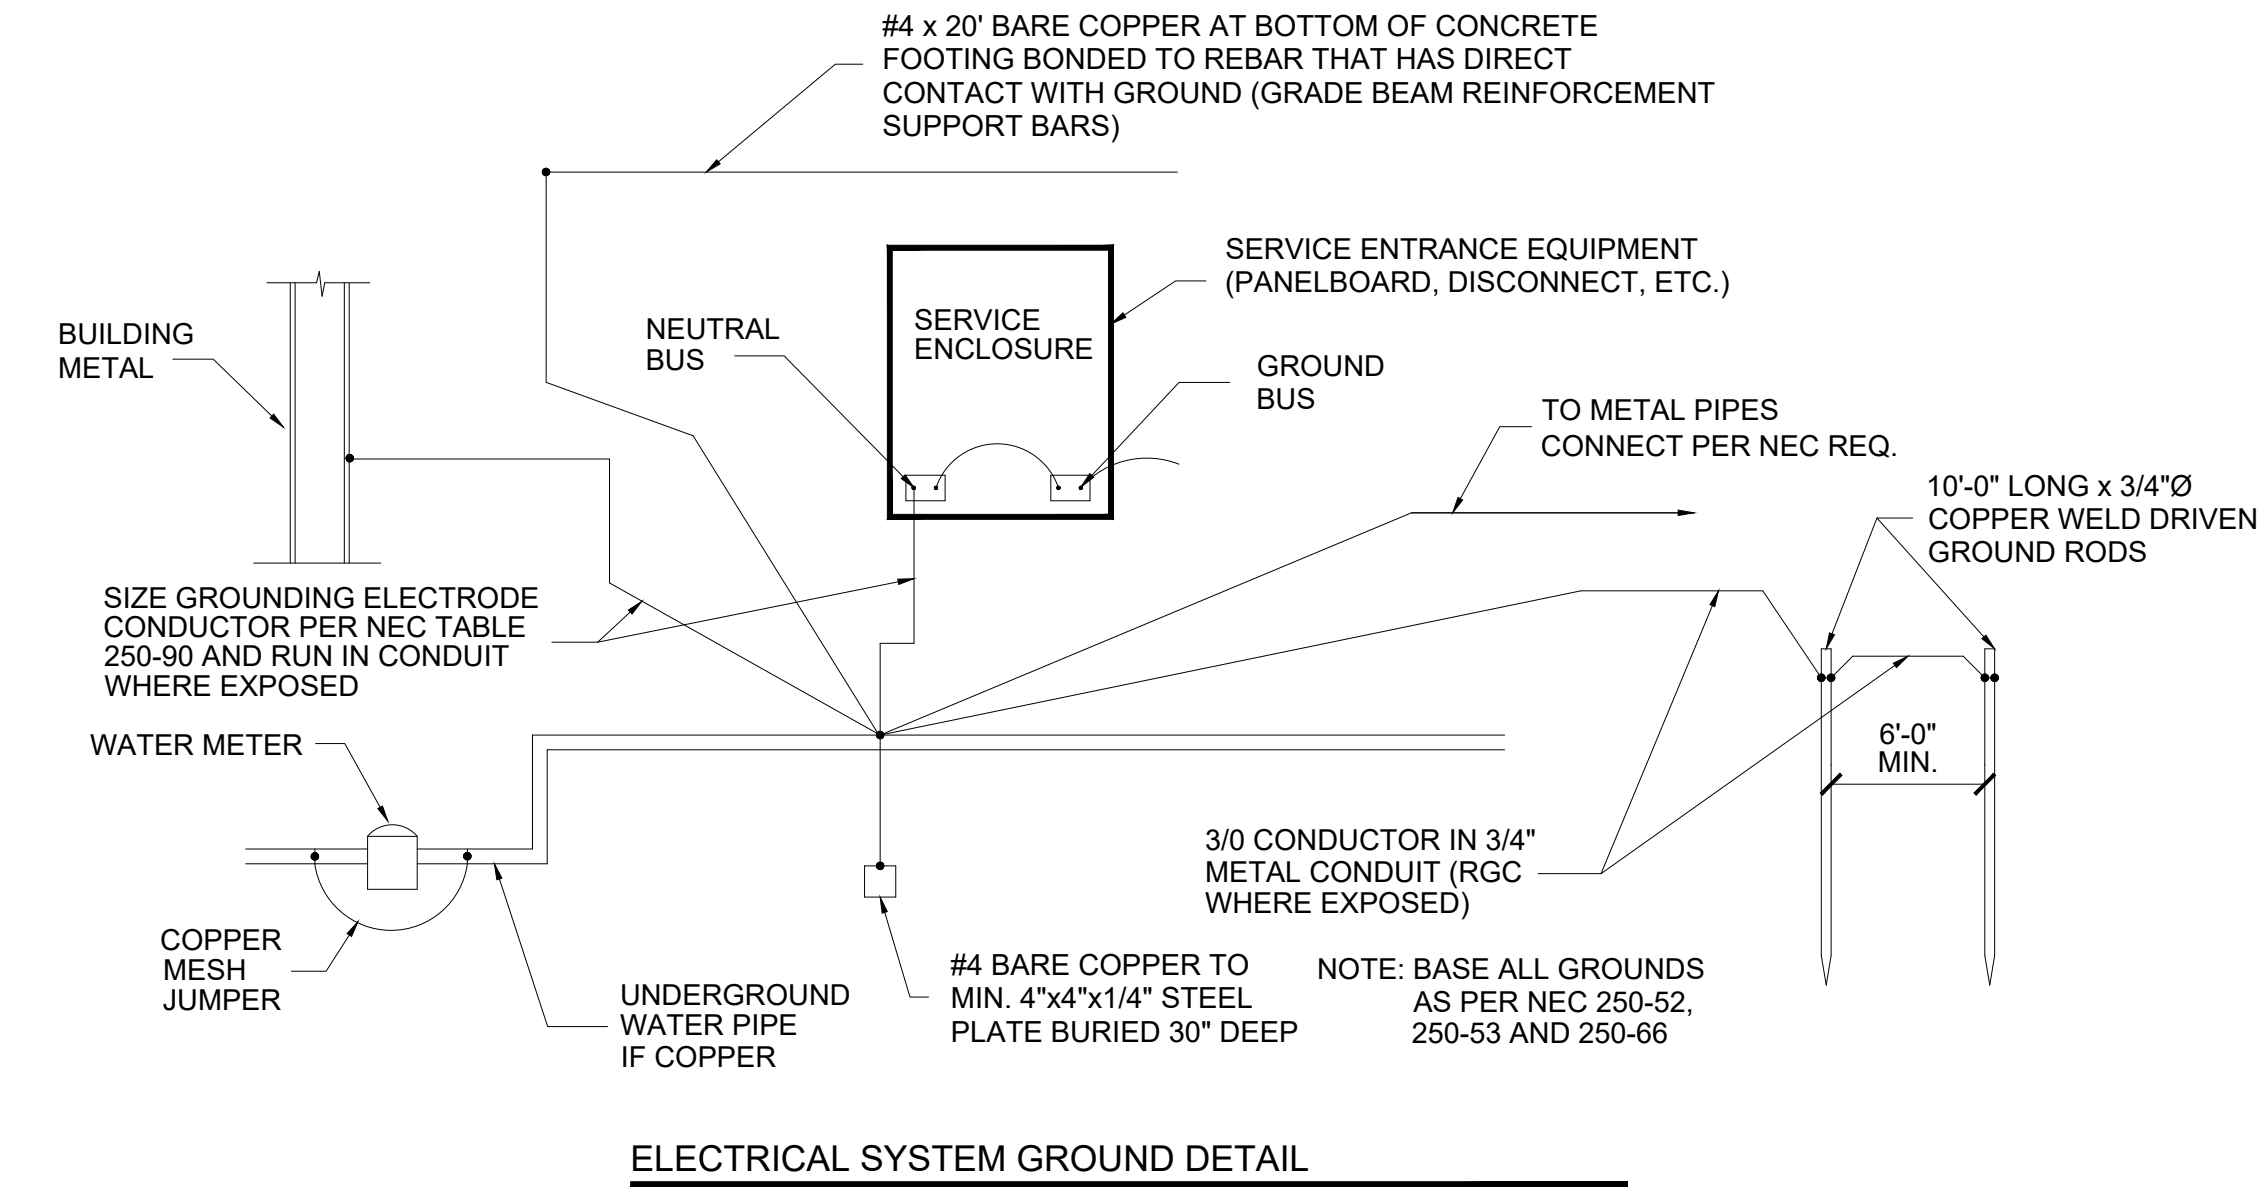 #4 x 20' BARE COPPER AT BOTTOM OF CONCRETE
FOOTING BONDED TO REBAR THAT HAS DIRECT
CONTACT WITH GROUND (GRADE BEAM REINFORCEMENT
SUPPORT BARS)
SERVICE ENTRANCE EQUIPMENT
(PANELBOARD, DISCONNECT, ETC.)
BUILDING
METAL
NEUTRAL
BUS
SERVICE
ENCLOSURE
GROUND
BUS
TO METAL PIPES
CONNECT PER NEC REQ.
10'-0" LONG x 3/4"Ø
COPPER WELD DRIVEN
GROUND RODS
SIZE GROUNDING ELECTRODE
CONDUCTOR PER NEC TABLE
250-90 AND RUN IN CONDUIT
WHERE EXPOSED
WATER METER
6'-0"
MIN.
3/0 CONDUCTOR IN 3/4"
METAL CONDUIT (RGC
WHERE EXPOSED)
COPPER
MESH
JUMPER
UNDERGROUND
WATER PIPE
IF COPPER
#4 BARE COPPER TO
MIN. 4"x4"x1/4" STEEL
PLATE BURIED 30" DEEP
NOTE: BASE ALL GROUNDS
AS PER NEC 250-52,
250-53 AND 250-66
ELECTRICAL SYSTEM GROUND DETAIL